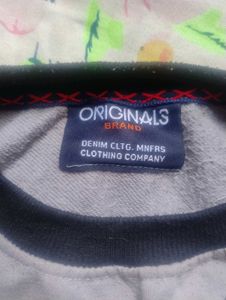 ORIGINALS
BRAND
DENIM CLTG. MNFRS
CLOTHING COMPANY